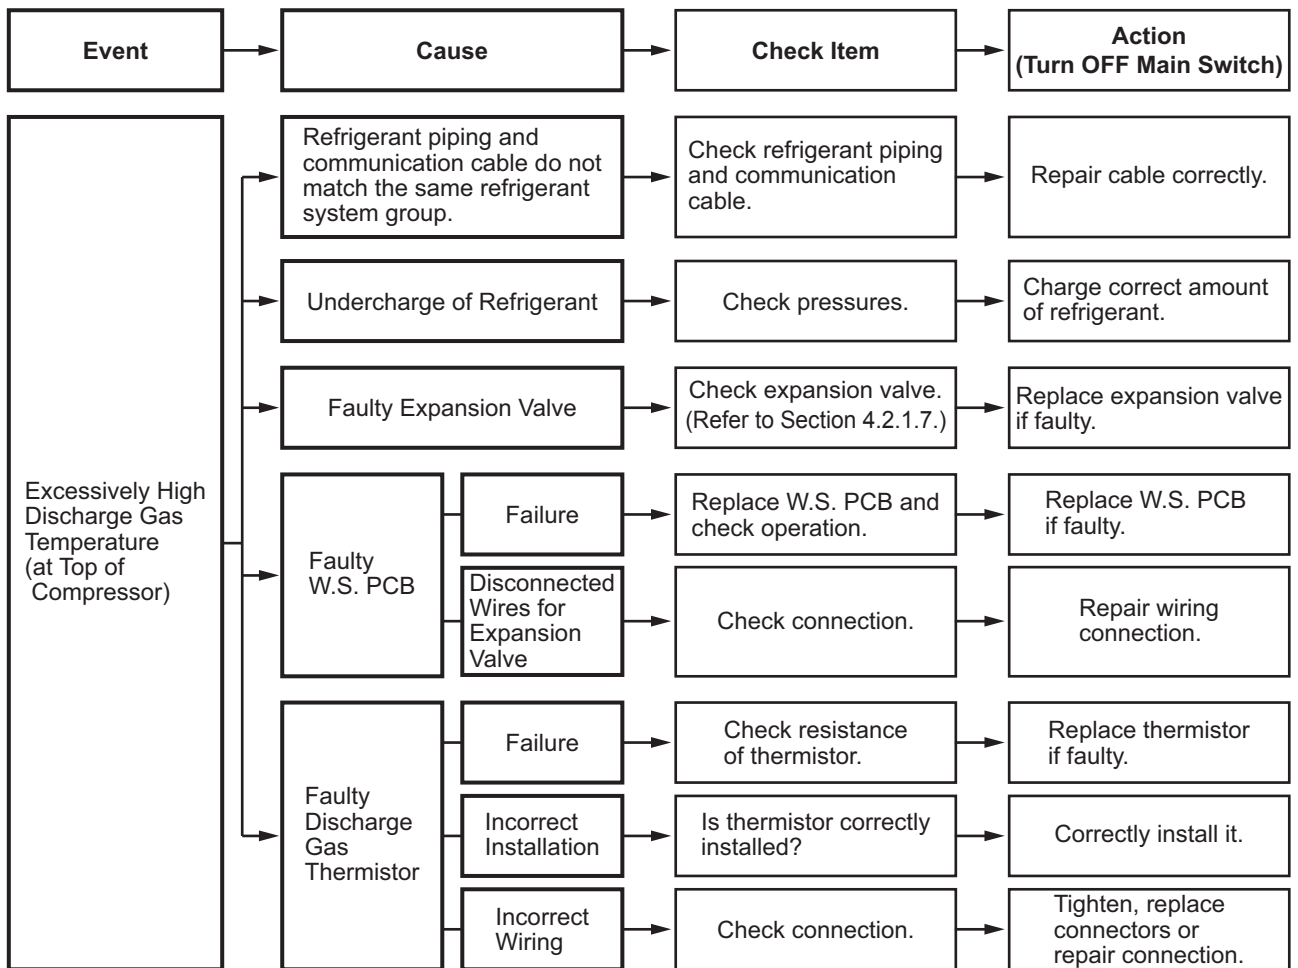 Event
Cause
Check Item
Action
(Turn OFF Main Switch)
Excessively High
Discharge Gas
Temperature
(at Top of
Compressor)
Refrigerant piping and
communication cable do not
match the same refrigerant
system group.
Check refrigerant piping
and communication
cable.
Repair cable correctly.
Undercharge of Refrigerant
Check pressures.
Charge correct amount
of refrigerant.
Faulty Expansion Valve
Check expansion valve.
(Refer to Section 4.2.1.7.)
Replace expansion valve
if faulty.
Faulty
W.S. PCB
Failure
Replace W.S. PCB and
check operation.
Replace W.S. PCB
if faulty.
Disconnected
Wires for
Expansion
Valve
Check connection.
Repair wiring
connection.
Faulty
Discharge
Gas
Thermistor
Failure
Check resistance
of thermistor.
Replace thermistor
if faulty.
Incorrect
Installation
Is thermistor correctly
installed?
Correctly install it.
Incorrect
Wiring
Check connection.
Tighten, replace
connectors or
repair connection.